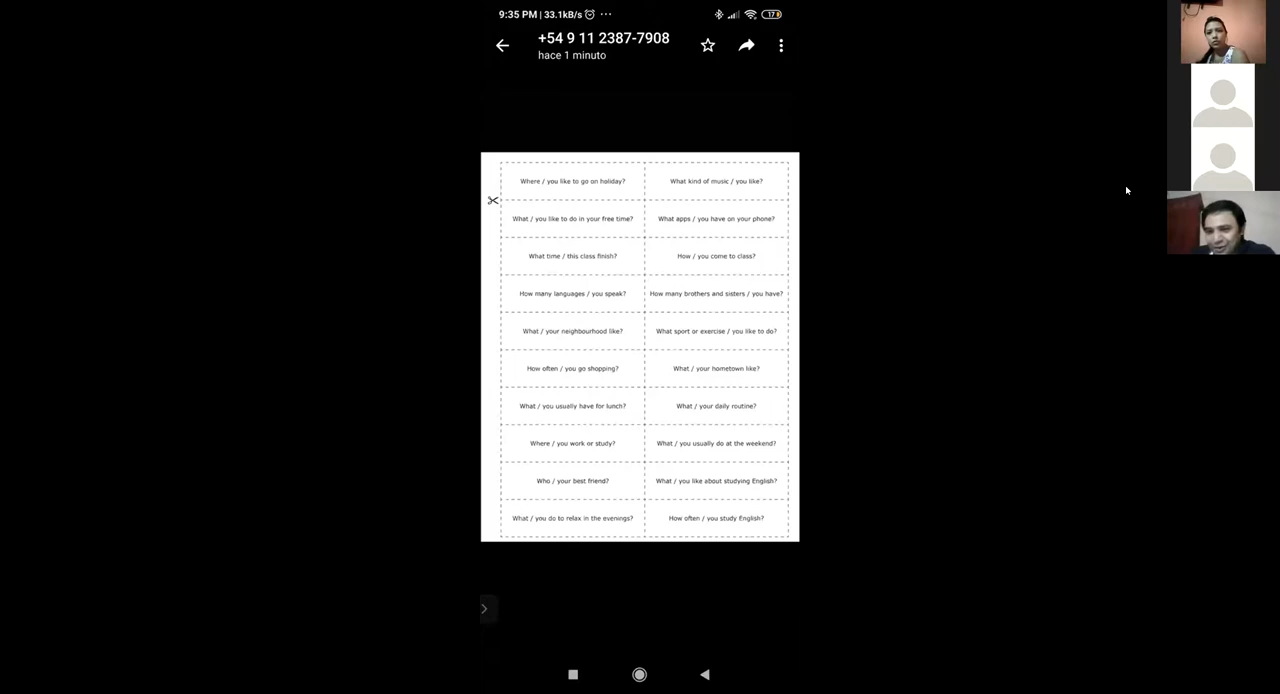 9:35 PM | 33.1kB/s ...
17
+54 9 11 2387-7908
hace 1 minuto
Where / you like to go on holiday? What kind of music / you like?
What / you like to do in your free time? What apps / you have on your phone?
What time / this class finish? How / you come to class?
How many languages / you speak? How many brothers and sisters / you have?
What / your neighbourhood like? What sport or exercise / you like to do?
How often / you go shopping? What / your hometown like?
What / you usually have for lunch? What / your daily routine?
Where / you work or study? What / you usually do at the weekend?
Who / your best friend? What / you like about studying English?
What / you do to relax in the evenings? How often / you study English?